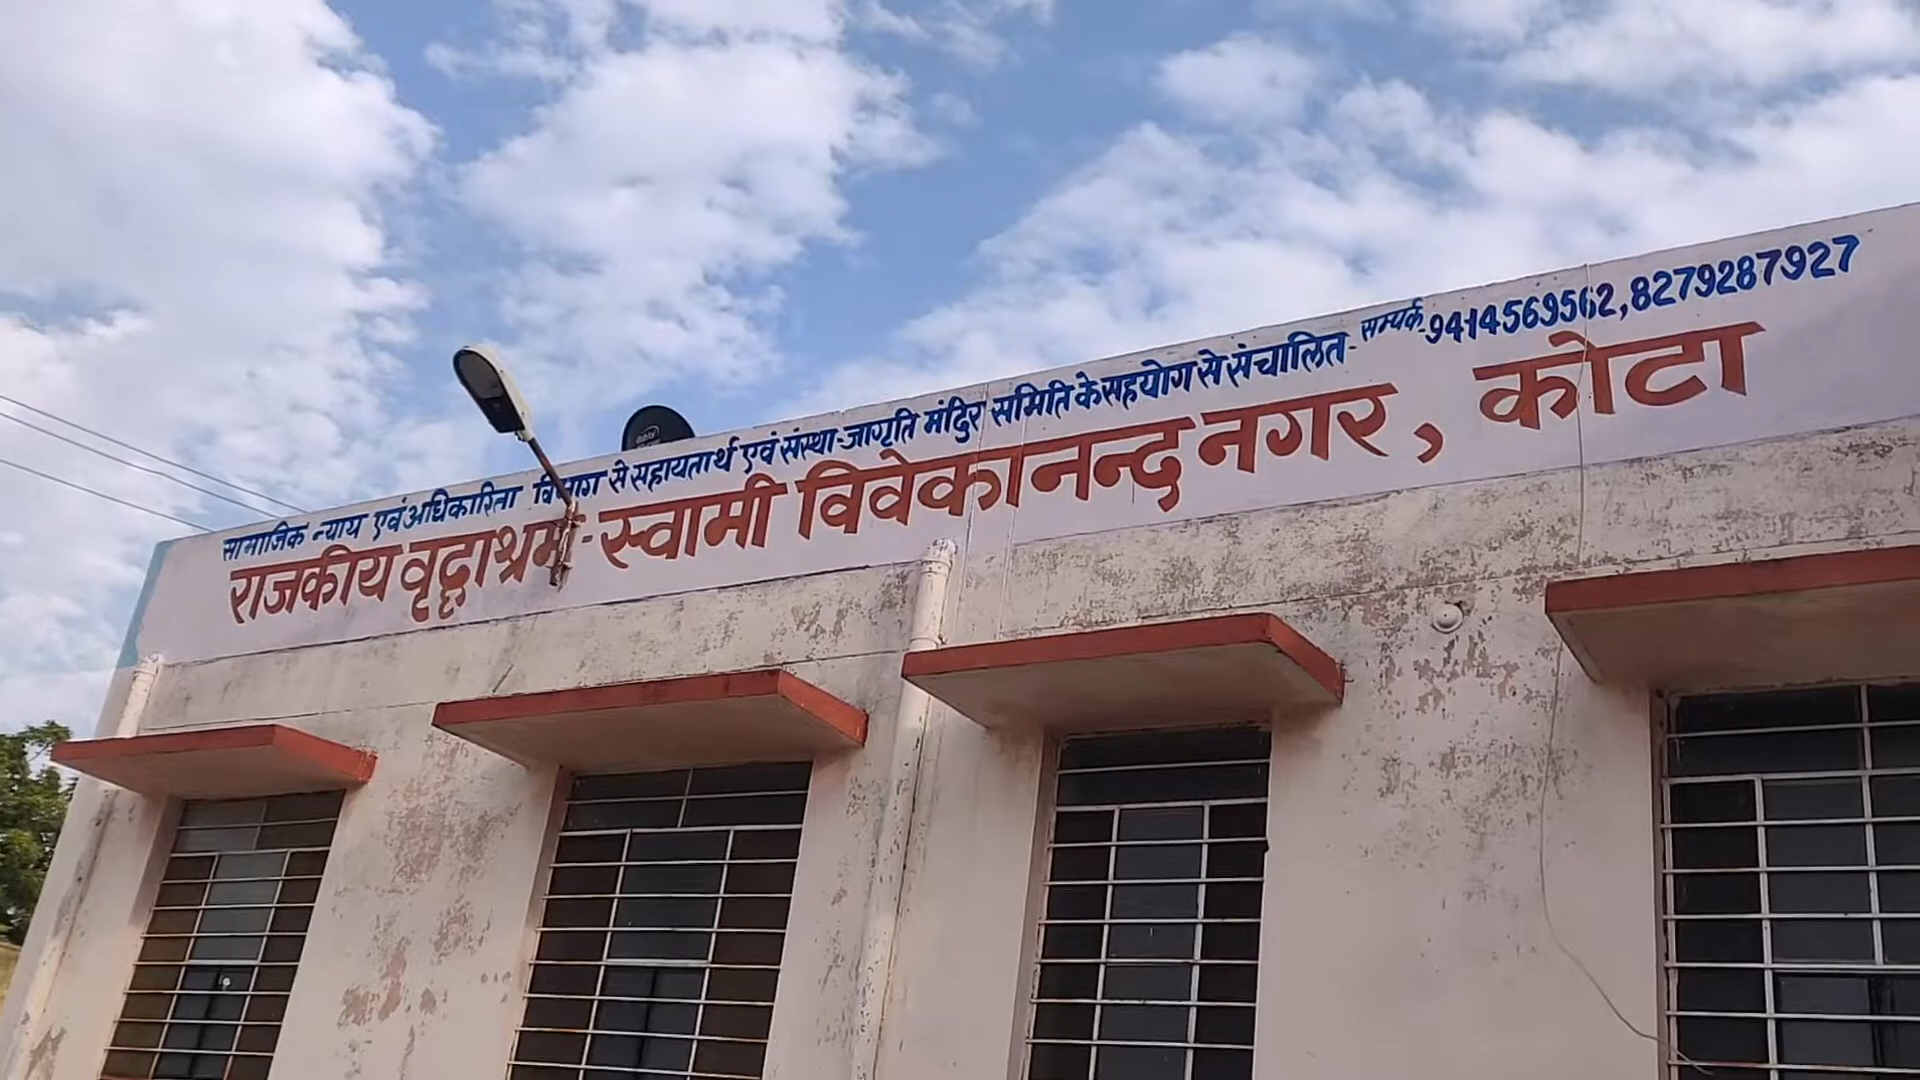 सामाजिक न्याय एवं अधिकारिता विभाग से सहायतार्थ एवं संस्था-जागृति मंदिर समिति के सहयोग से संचालित- सम्पर्क-9414569562,8279287927
राजकीय वृद्धाश्रम-स्वामी विवेकानन्द नगर, कोटा